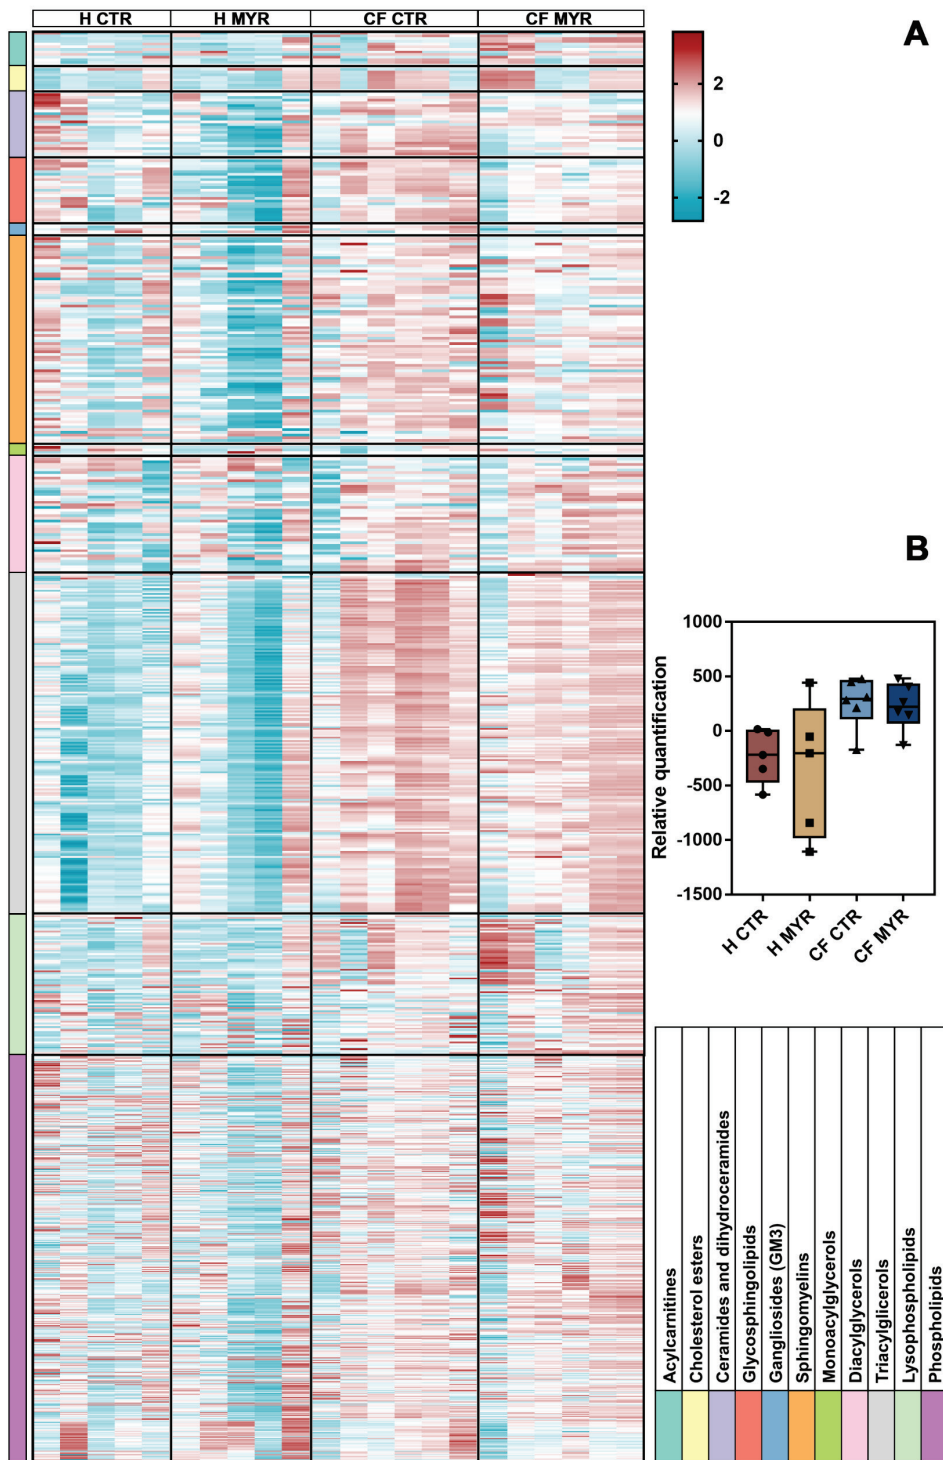 H CTR H MYR CF CTR CF MYR
A
2
0
-2
B
1000
500
0
-500
-1000
-1500
Relative quantification
H CTR
H MYR
CF CTR
CF MYR
Acylcarnitines
Cholesterol esters
Ceramides and dihydroceramides
Glycosphingolipids
Gangliosides (GM3)
Sphingomyelins
Monoacylglycerols
Diacylglycerols
Triacylglicerols
Lysophospholipids
Phospholipids